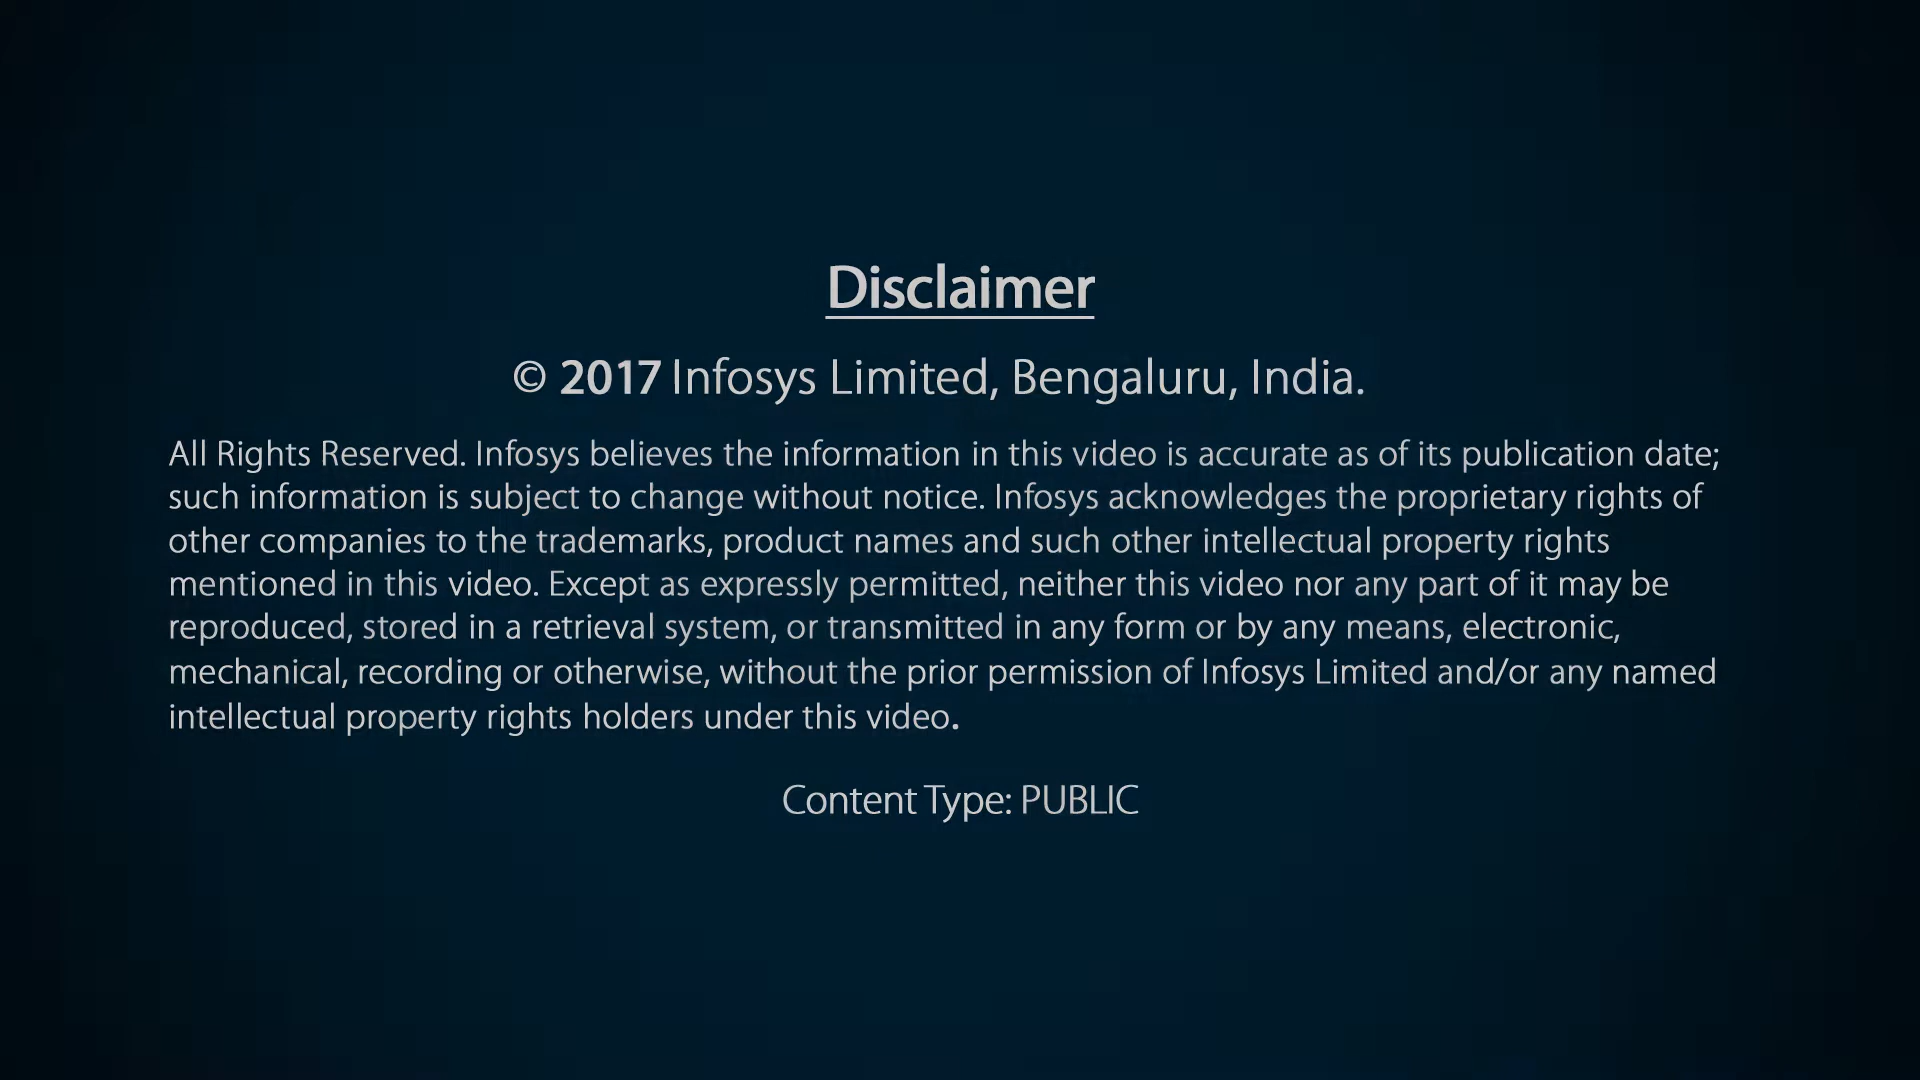 Disclaimer
© 2017 Infosys Limited, Bengaluru, India.
All Rights Reserved. Infosys believes the information in this video is accurate as of its publication date;
such information is subject to change without notice. Infosys acknowledges the proprietary rights of
other companies to the trademarks, product names and such other intellectual property rights
mentioned in this video. Except as expressly permitted, neither this video nor any part of it may be
reproduced, stored in a retrieval system, or transmitted in any form or by any means, electronic,
mechanical, recording or otherwise, without the prior permission of Infosys Limited and/or any named
intellectual property rights holders under this video.
Content Type: PUBLIC